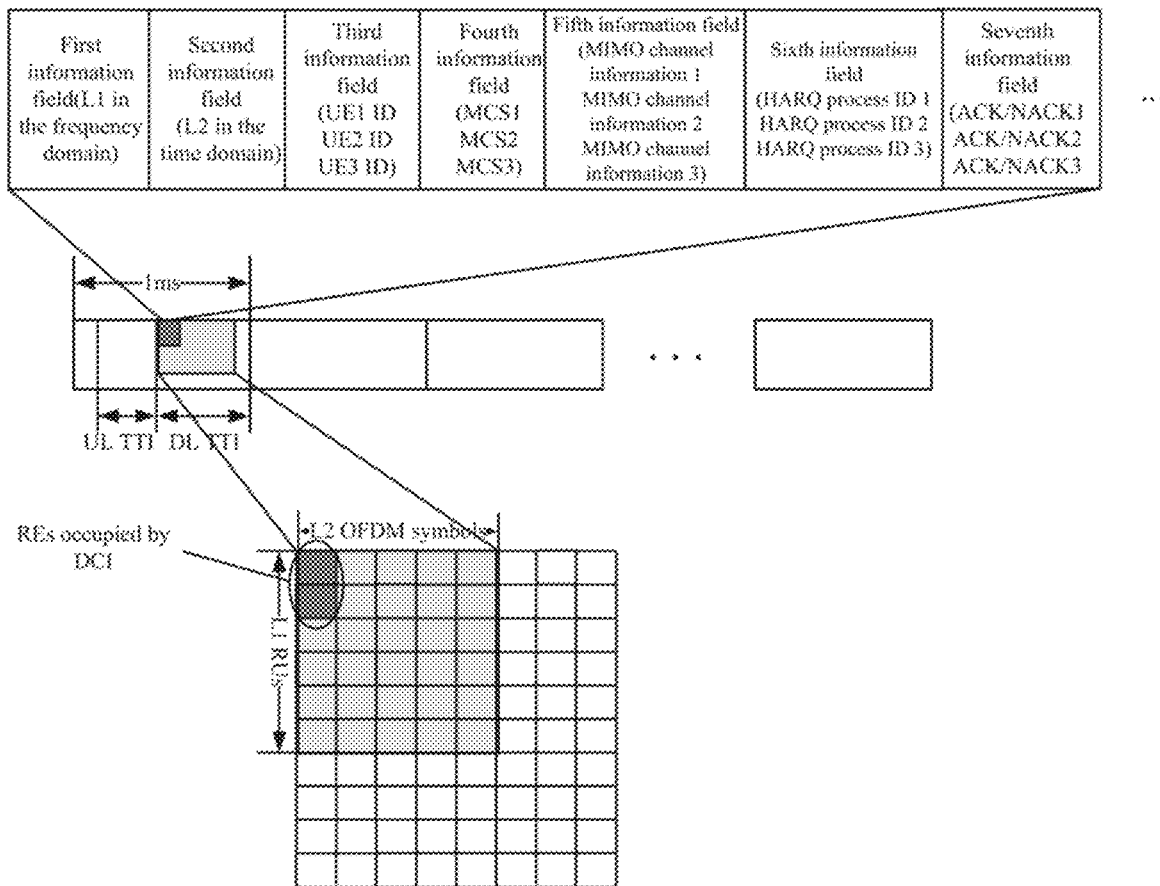 First
information
field(L1 in
the frequency
domain)
Second
information
field
(L2 in the
time domain)
Third
information
field
(UE1 ID
UE2 ID
UE3 ID)
Fourth
information
field
(MCS1
MCS2
MCS3)
Fifth information field
(MIMO channel
information 1
MIMO channel
information 2
MIMO channel
information 3)
Sixth information
field
(HARQ process ID 1
HARQ process ID 2
HARQ process ID 3)
Seventh
information
field
(ACK/NACK1
ACK/NACK2
ACK/NACK3
..
1ms
. . .
UL TTI DL TTI
REs occupied by
DCI
L2 OFDM symbols
L1 RUs